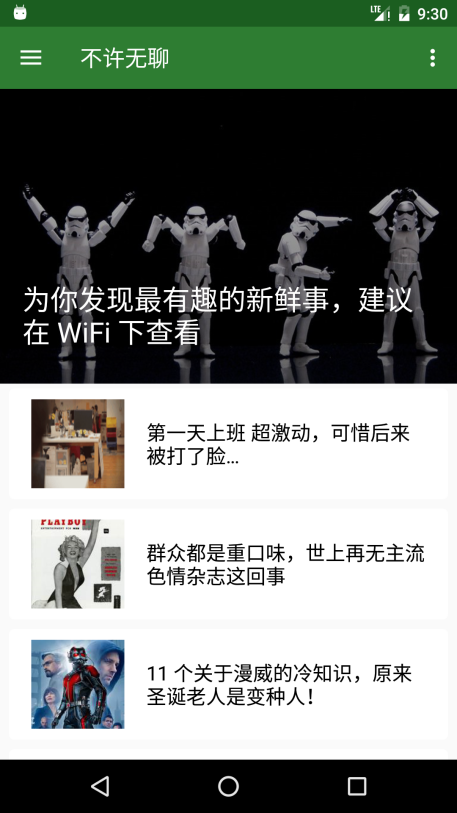 LTE 9:30
不许无聊
为你发现最有趣的新鲜事，建议
在 WiFi 下查看
第一天上班 超激动，可惜后来
被打了脸…
PLAYBOY
群众都是重口味，世上再无主流
色情杂志这回事
11 个关于漫威的冷知识，原来
圣诞老人是变种人！